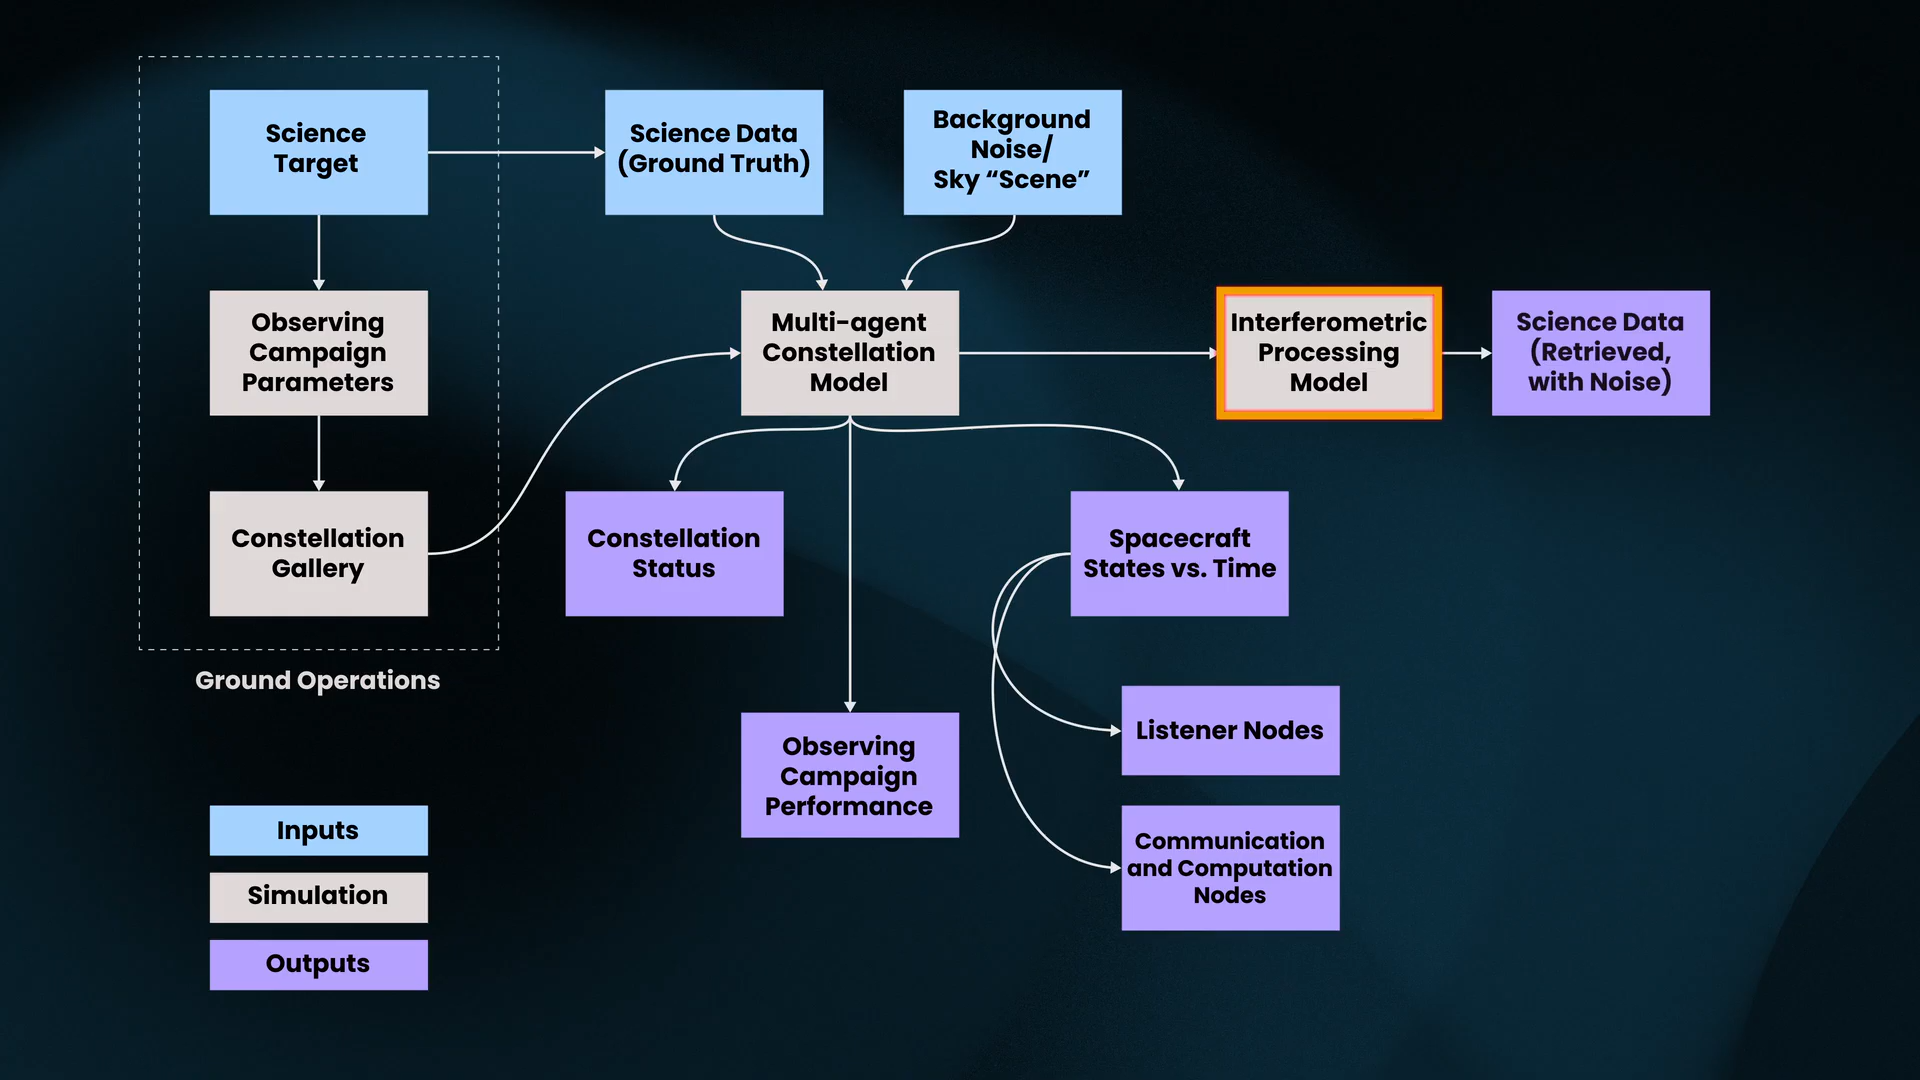 Science
Target
Science Data
(Ground Truth)
Background
Noise/
Sky “Scene”
Observing
Campaign
Parameters
Multi-agent
Constellation
Model
Interferometric
Processing
Model
Science Data
(Retrieved,
with Noise)
Constellation
Gallery
Constellation
Status
Spacecraft
States vs. Time
Ground Operations
Observing
Campaign
Performance
Listener Nodes
Communication
and Computation
Nodes
Inputs
Simulation
Outputs